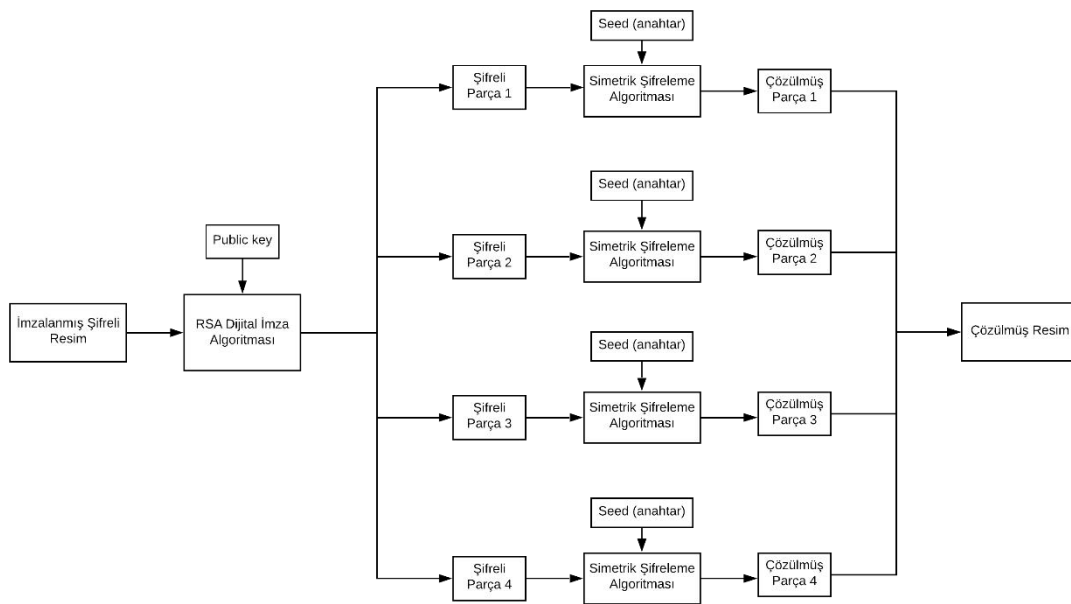 İmzalanmış Şifreli
Resim
Public key
RSA Dijital İmza
Algoritması
Seed (anahtar)
Şifreli
Parça 1
Simetrik Şifreleme
Algoritması
Çözülmüş
Parça 1
Seed (anahtar)
Şifreli
Parça 2
Simetrik Şifreleme
Algoritması
Çözülmüş
Parça 2
Seed (anahtar)
Şifreli
Parça 3
Simetrik Şifreleme
Algoritması
Çözülmüş
Parça 3
Seed (anahtar)
Şifreli
Parça 4
Simetrik Şifreleme
Algoritması
Çözülmüş
Parça 4
Çözülmüş Resim